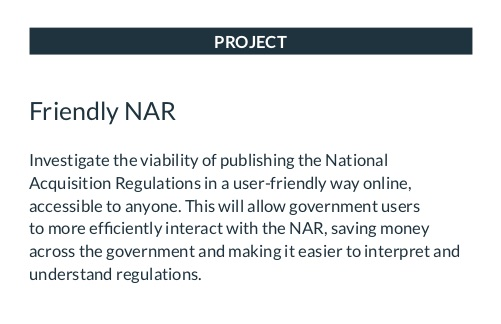 PROJECT
Friendly NAR
Investigate the viability of publishing the National
Acquisition Regulations in a user-friendly way online,
accessible to anyone. This will allow government users
to more efficiently interact with the NAR, saving money
across the government and making it easier to interpret and
understand regulations.